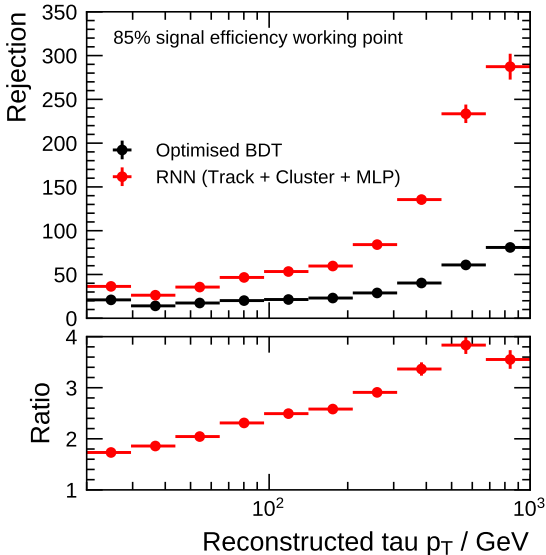 350
85% signal efficiency working point
300
250
200
Optimised BDT
RNN (Track + Cluster + MLP)
150
100
50
0
Rejection
4
3
2
1
Ratio
10²
10³
Reconstructed tau p_T / GeV